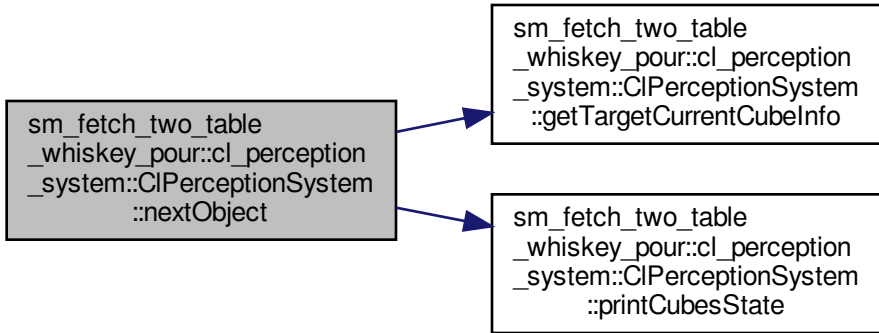 sm_fetch_two_table
_whiskey_pour::cl_perception
_system::ClPerceptionSystem
::nextObject
sm_fetch_two_table
_whiskey_pour::cl_perception
_system::ClPerceptionSystem
::getTargetCurrentCubeInfo
sm_fetch_two_table
_whiskey_pour::cl_perception
_system::ClPerceptionSystem
::printCubesState